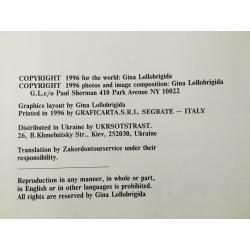 COPYRIGHT 1996 for the world: Gina Lollobrigida
COPYRIGHT 1996 photos and image composition: Gina Lollobrigida
G.L.c/o Paul Sherman 410 Park Avenue NY 10022
Graphics layout by Gina Lollobrigida
Printed in 1996 by GRAFICARTA.S.R.L. SEGRATE — ITALY
Distributed in Ukraine by UKRSOTSTRAST.
26, B.Khmelnitsky Str., Kiev, 252030, Ukraine
Translation by Zakordontourservice under their
responsibility.
Reproduction in any manner, in whole or part,
in English or in other languages is prohibited.
All rights are reserved by Gina Lollobrigida